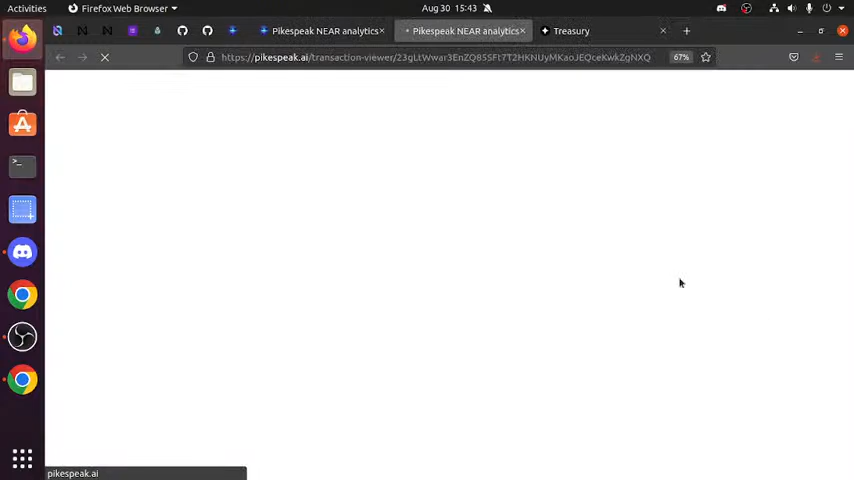 Activities
Firefox Web Browser
Aug 30 15:43
Pikespeak NEAR analytics
Pikespeak NEAR analytics
Treasury
https://pikespeak.ai/transaction-viewer/23gLtWwar3EnZQ85SFt7T2HKNUyMKaoJEQceKwkZgNXQ
67%
pikespeak.ai